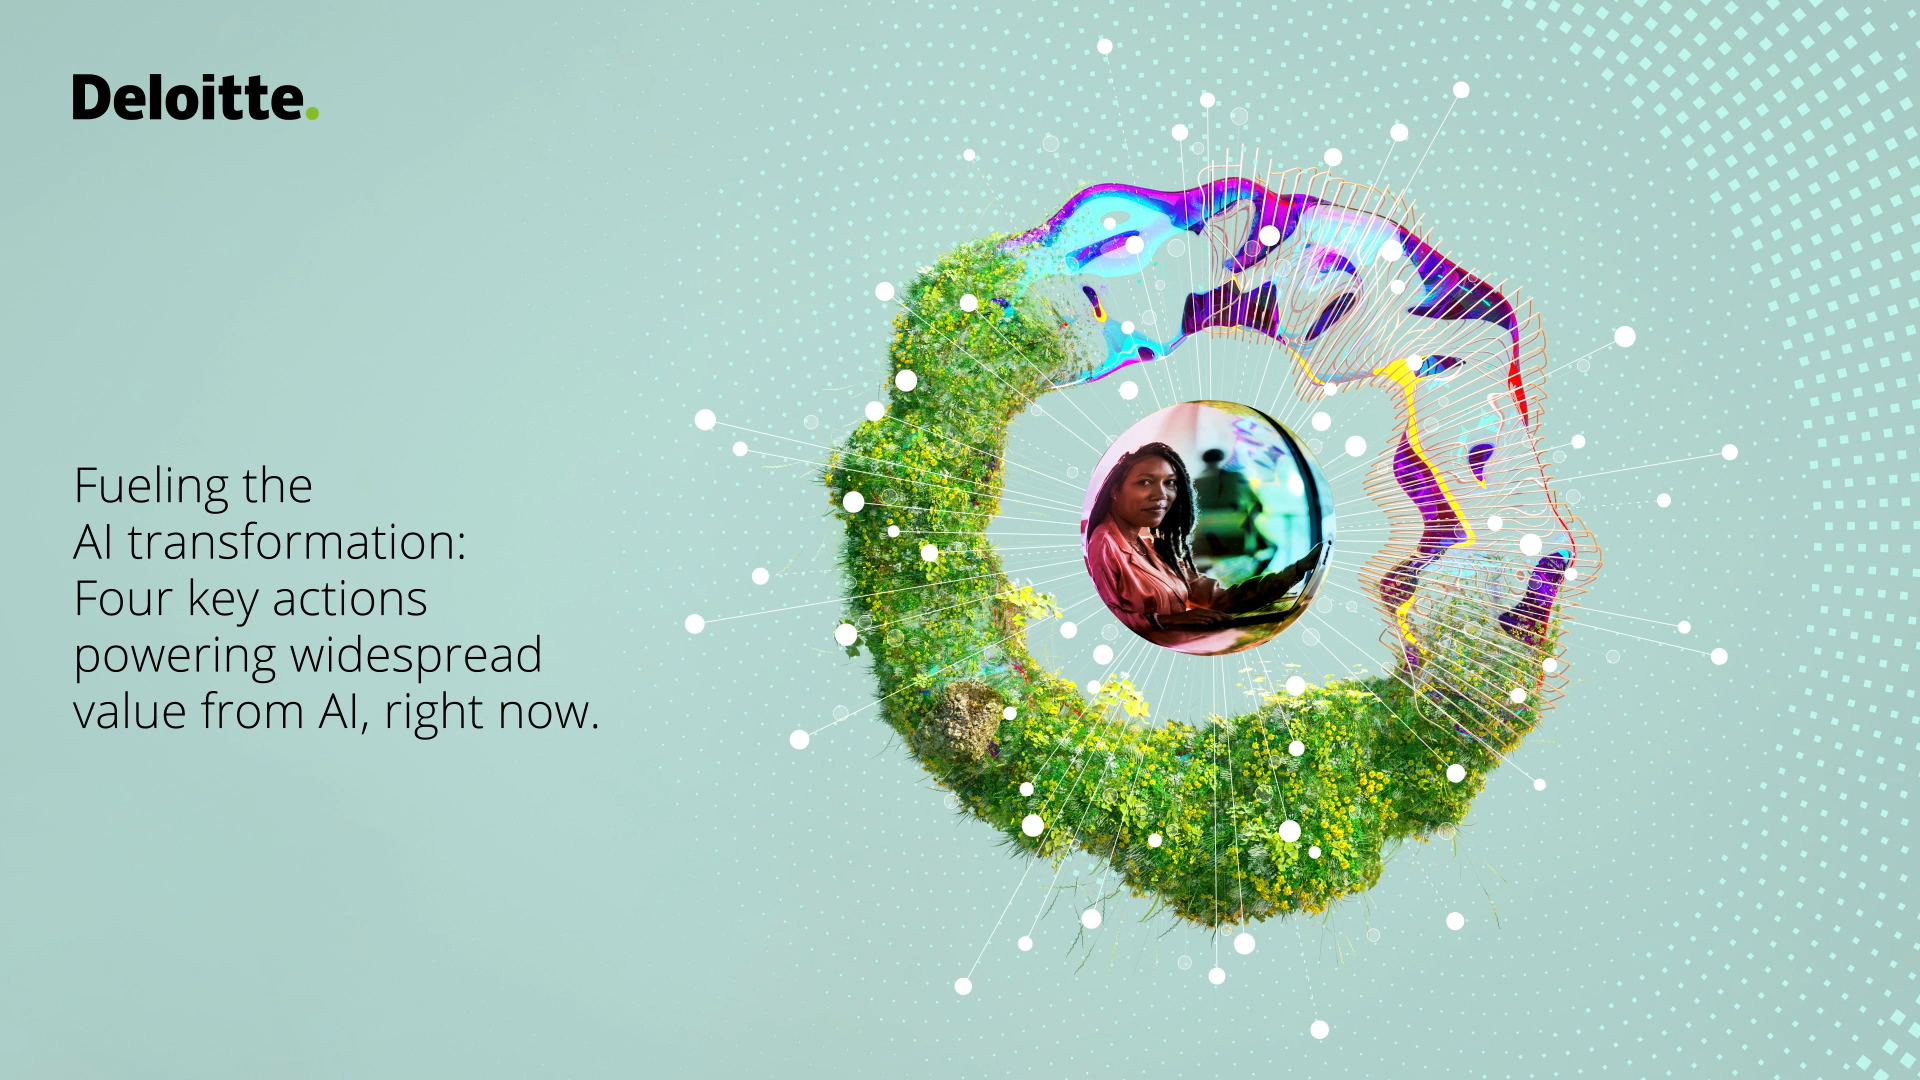 Deloitte.
Fueling the
AI transformation:
Four key actions
powering widespread
value from AI, right now.